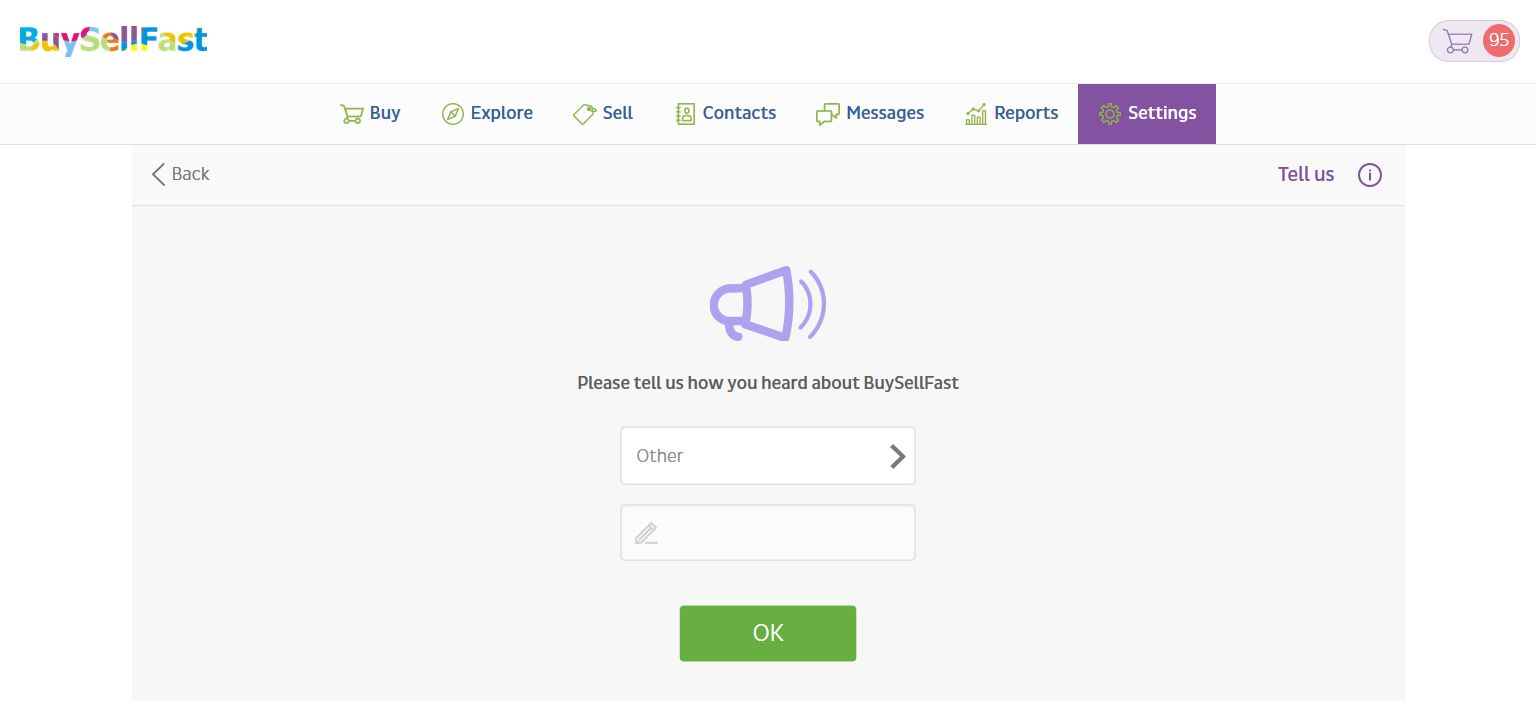 BuySellFast
95
Buy Explore Sell Contacts Messages Reports Settings
Back Tell us
Please tell us how you heard about BuySellFast
Other
OK